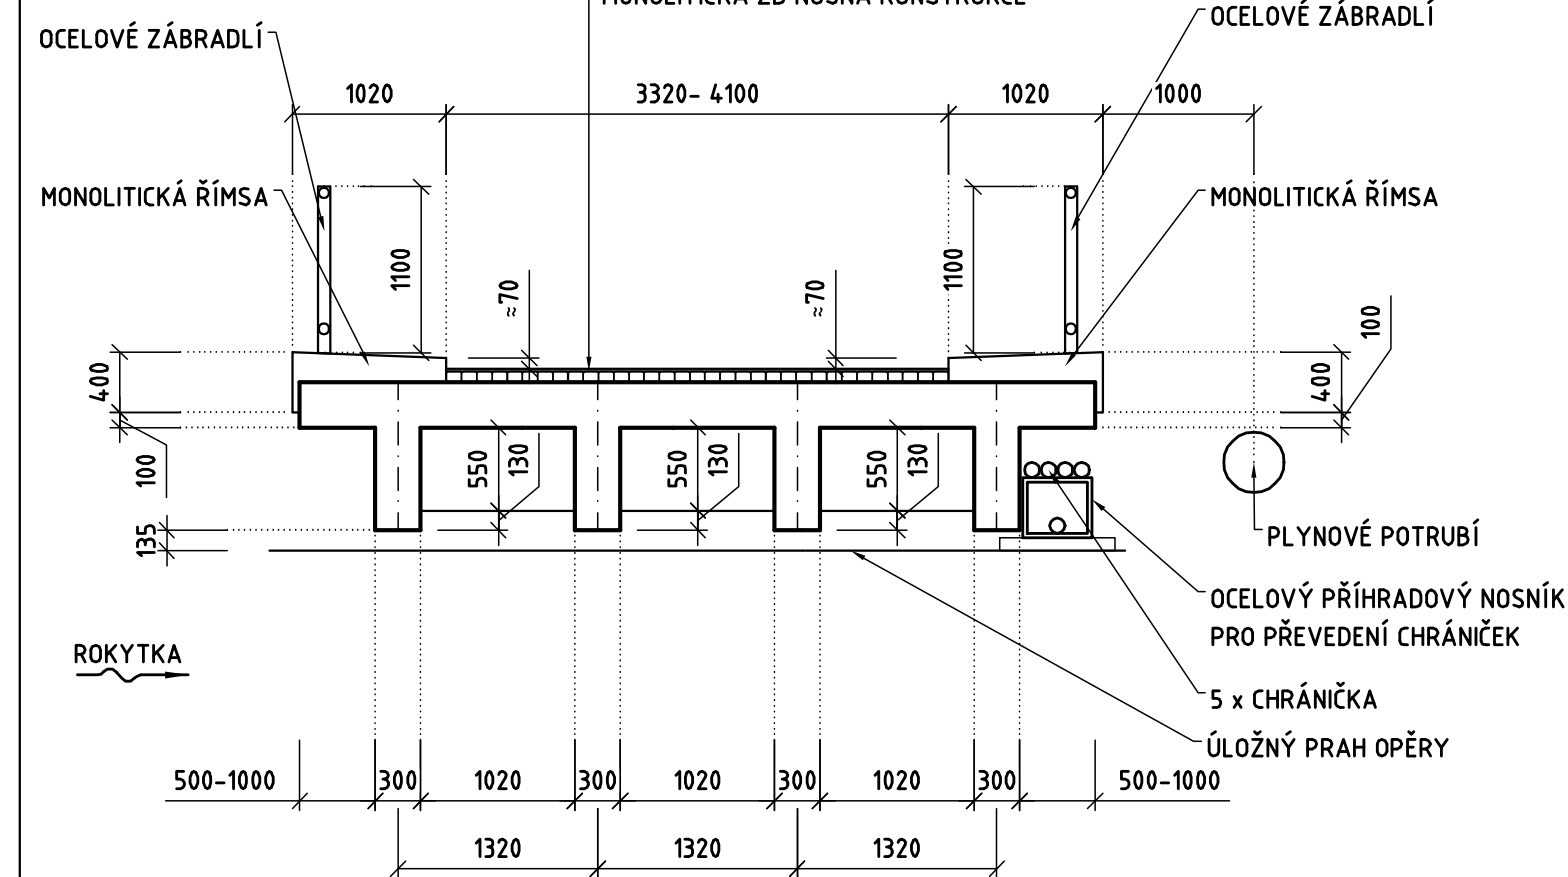 MONOLITICKÁ ŽB NOSNÁ KONSTRUKCE
OCELOVÉ ZÁBRADLÍ
OCELOVÉ ZÁBRADLÍ
1020
3320- 4100
1020
1000
MONOLITICKÁ ŘÍMSA
MONOLITICKÁ ŘÍMSA
1100
≈70
≈70
1100
100
400
400
100
550
130
550
130
550
130
135
PLYNOVÉ POTRUBÍ
OCELOVÝ PŘÍHRADOVÝ NOSNÍK
PRO PŘEVEDENÍ CHRÁNIČEK
ROKYTKA
5 x CHRÁNIČKA
ÚLOŽNÝ PRAH OPĚRY
500-1000
300
1020
300
1020
300
1020
300
500-1000
1320
1320
1320